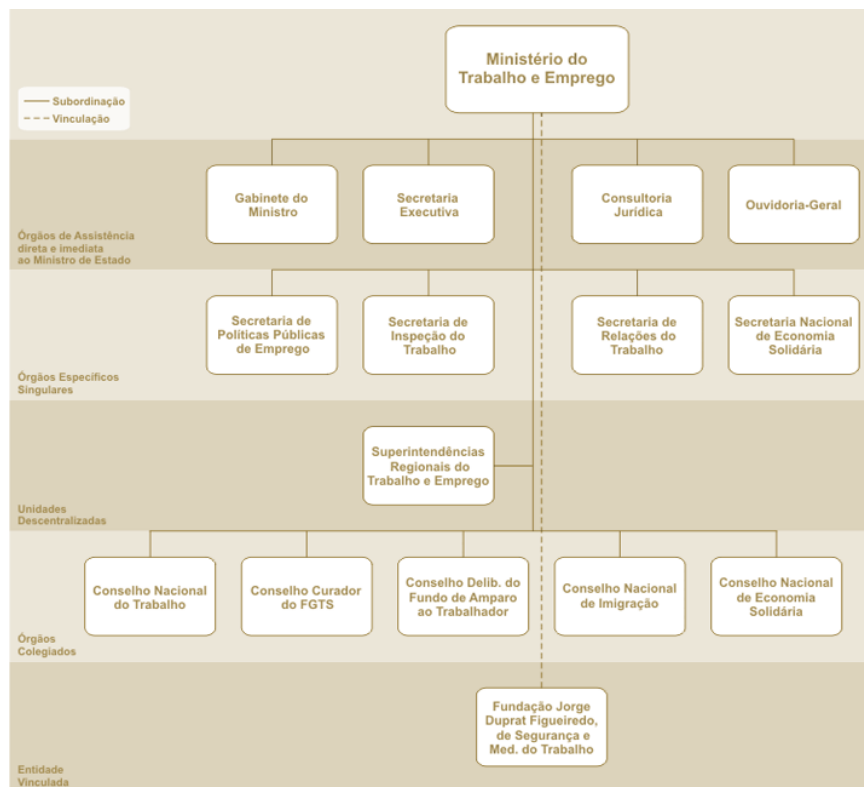 Ministério do
Trabalho e Emprego
Subordinação
Vinculação
Gabinete do
Ministro
Secretaria
Executiva
Consultoria
Jurídica
Ouvidoria-Geral
Órgãos de Assistência
direta e imediata
ao Ministro de Estado
Secretaria de
Políticas Públicas
de Emprego
Secretaria de
Inspeção do
Trabalho
Secretaria de
Relações do
Trabalho
Secretaria Nacional
de Economia
Solidária
Órgãos Específicos
Singulares
Superintendências
Regionais do
Trabalho e Emprego
Unidades
Descentralizadas
Conselho Nacional
do Trabalho
Conselho Curador
do FGTS
Conselho Delib. do
Fundo de Amparo
ao Trabalhador
Conselho Nacional
de Imigração
Conselho Nacional
de Economia
Solidária
Órgãos
Colegiados
Fundação Jorge
Duprat Figueiredo,
de Segurança e
Med. do Trabalho
Entidade
Vinculada